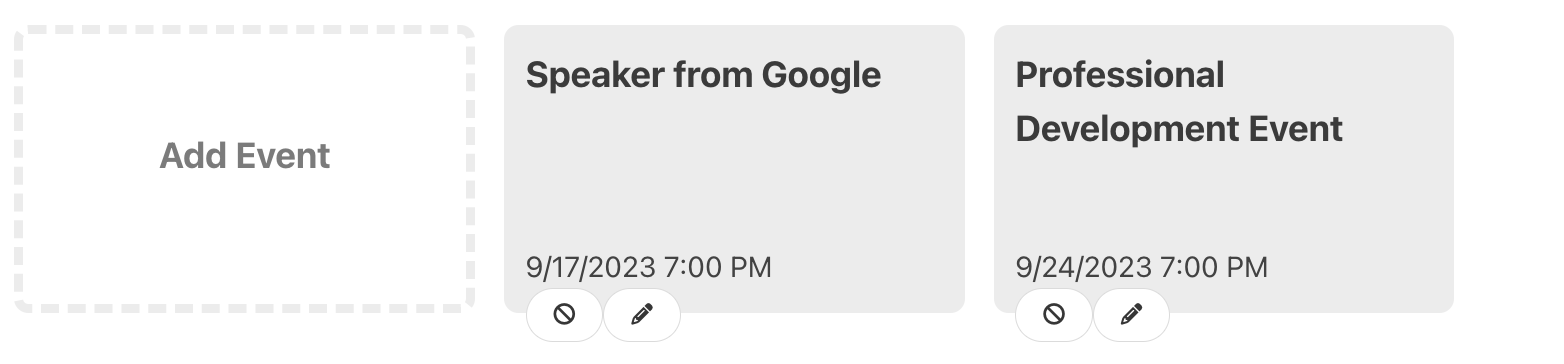 Add Event
Speaker from Google
9/17/2023 7:00 PM
Professional
Development Event
9/24/2023 7:00 PM